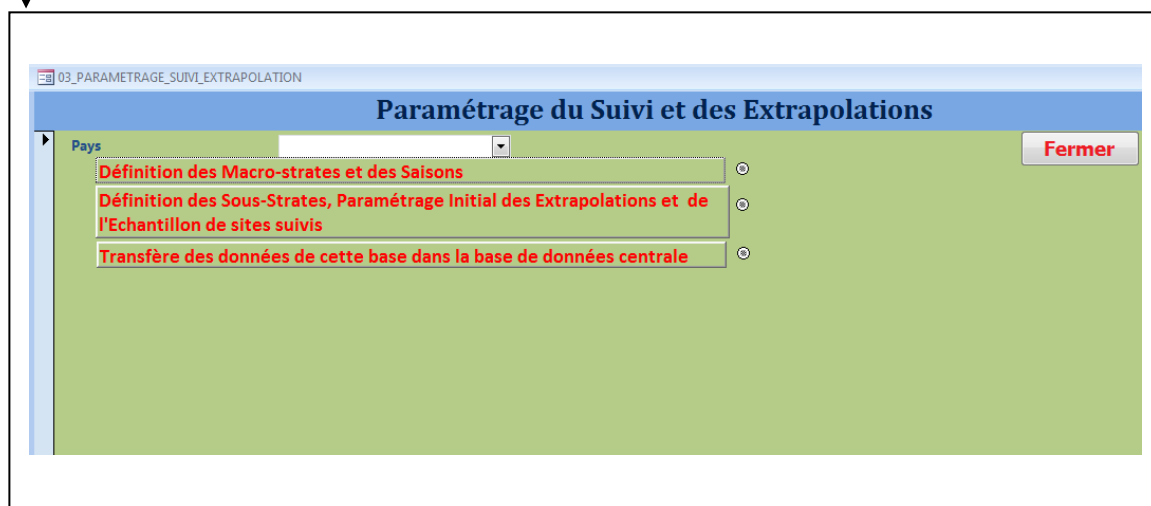 03_PARAMETRAGE_SUIVI_EXTRAPOLATION
Paramétrage du Suivi et des Extrapolations
Pays
Fermer
Définition des Macro-strates et des Saisons
Définition des Sous-Strates, Paramétrage Initial des Extrapolations et de
l'Echantillon de sites suivis
Transfère des données de cette base dans la base de données centrale